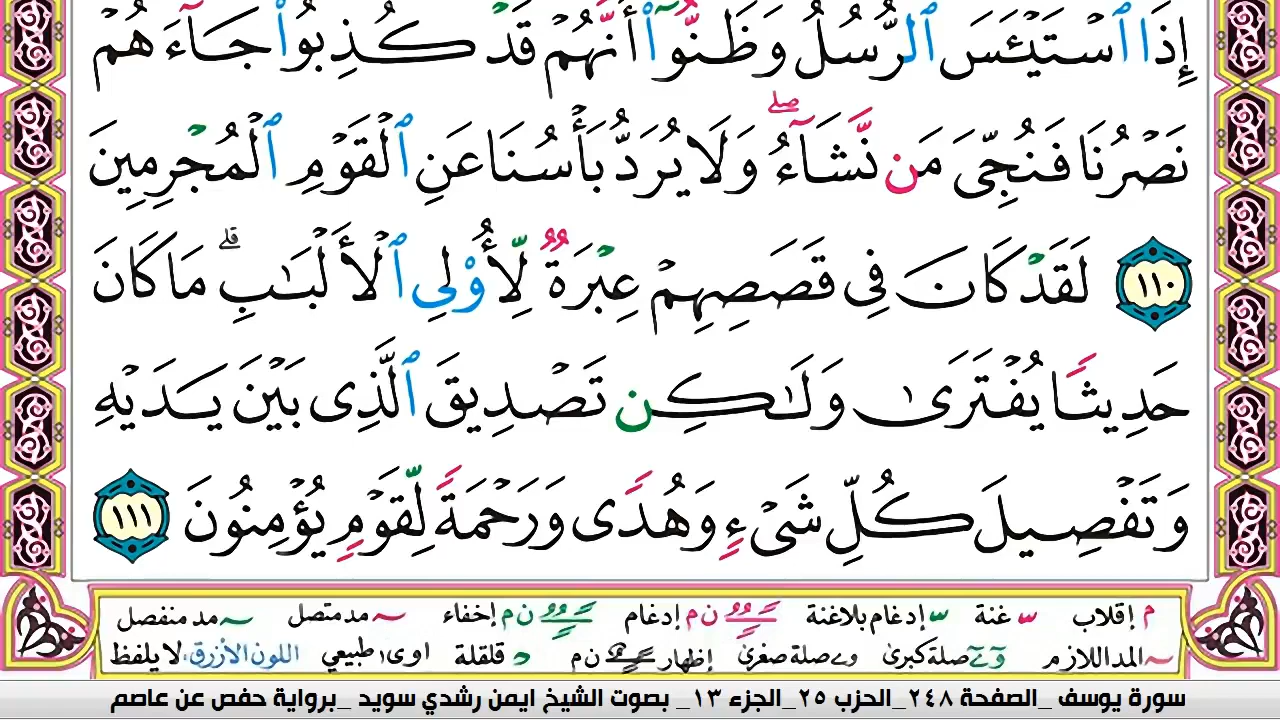 إِذَا ٱسْتَيْـَٔسَ ٱلرُّسُلُ وَظَنُّوٓا۟ أَنَّهُمْ قَدْ كُذِبُوا۟ جَآءَهُمْ
نَصْرُنَا فَنُجِّىَ مَن نَّشَآءُ ۖ وَلَا يُرَدُّ بَأْسُنَا عَنِ ٱلْقَوْمِ ٱلْمُجْرِمِينَ
١١٠ لَقَدْ كَانَ فِى قَصَصِهِمْ عِبْرَةٌ لِّأُو۟لِى ٱلْأَلْبَـٰبِ ۗ مَا كَانَ
حَدِيثًا يُفْتَرَىٰ وَلَـٰكِن تَصْدِيقَ ٱلَّذِى بَيْنَ يَدَيْهِ
وَتَفْصِيلَ كُلِّ شَىْءٍ وَهُدًى وَرَحْمَةً لِّقَوْمٍ يُؤْمِنُونَ ١١١
م إقلاب غنة إدغام بلاغنة ن م إدغام ن م إخفاء مد متصل مد منفصل
المد اللازم صلة كبرى وے صلة صغرى إظهار ن م قلقلة اوى طبيعي اللون الأزرق لا يلفظ
سورة يوسف _الصفحة ٢٤٨_الحزب ٢٥_الجزء ١٣_ بصوت الشيخ ايمن رشدي سويد _برواية حفص عن عاصم